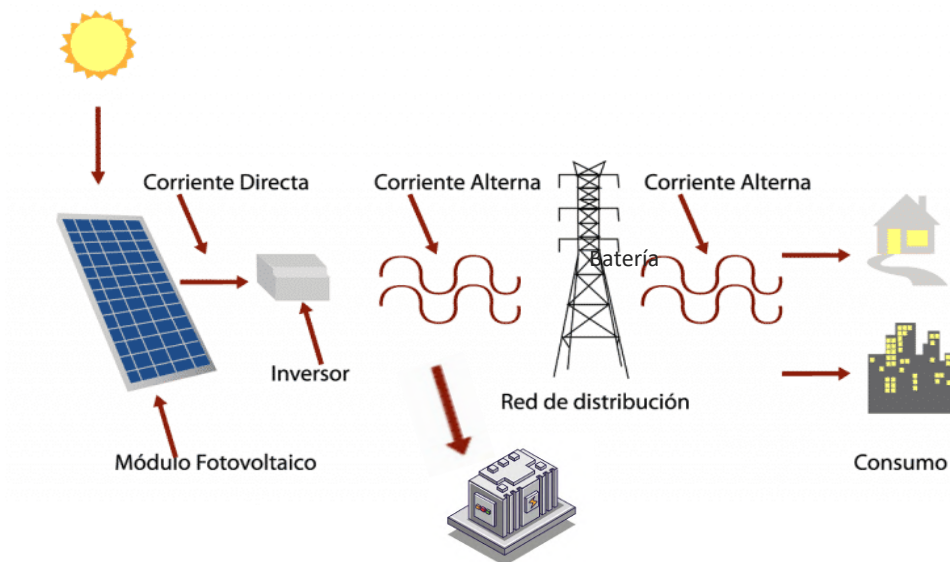 Corriente Directa
Corriente Alterna
Corriente Alterna
Batería
Inversor
Red de distribución
Módulo Fotovoltaico
Consumo